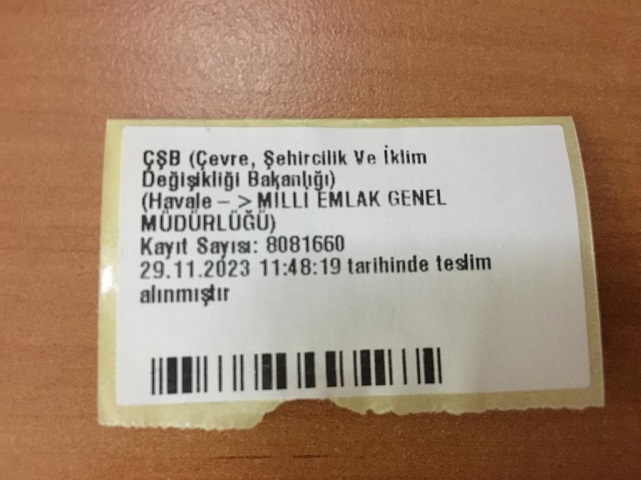 ÇŞB (Çevre, Şehircilik Ve İklim
Değişikliği Bakanlığı)
(Havale – > MİLLİ EMLAK GENEL
MÜDÜRLÜĞÜ)
Kayıt Sayısı: 8081660
29.11.2023 11:48:19 tarihinde teslim
alınmıştır